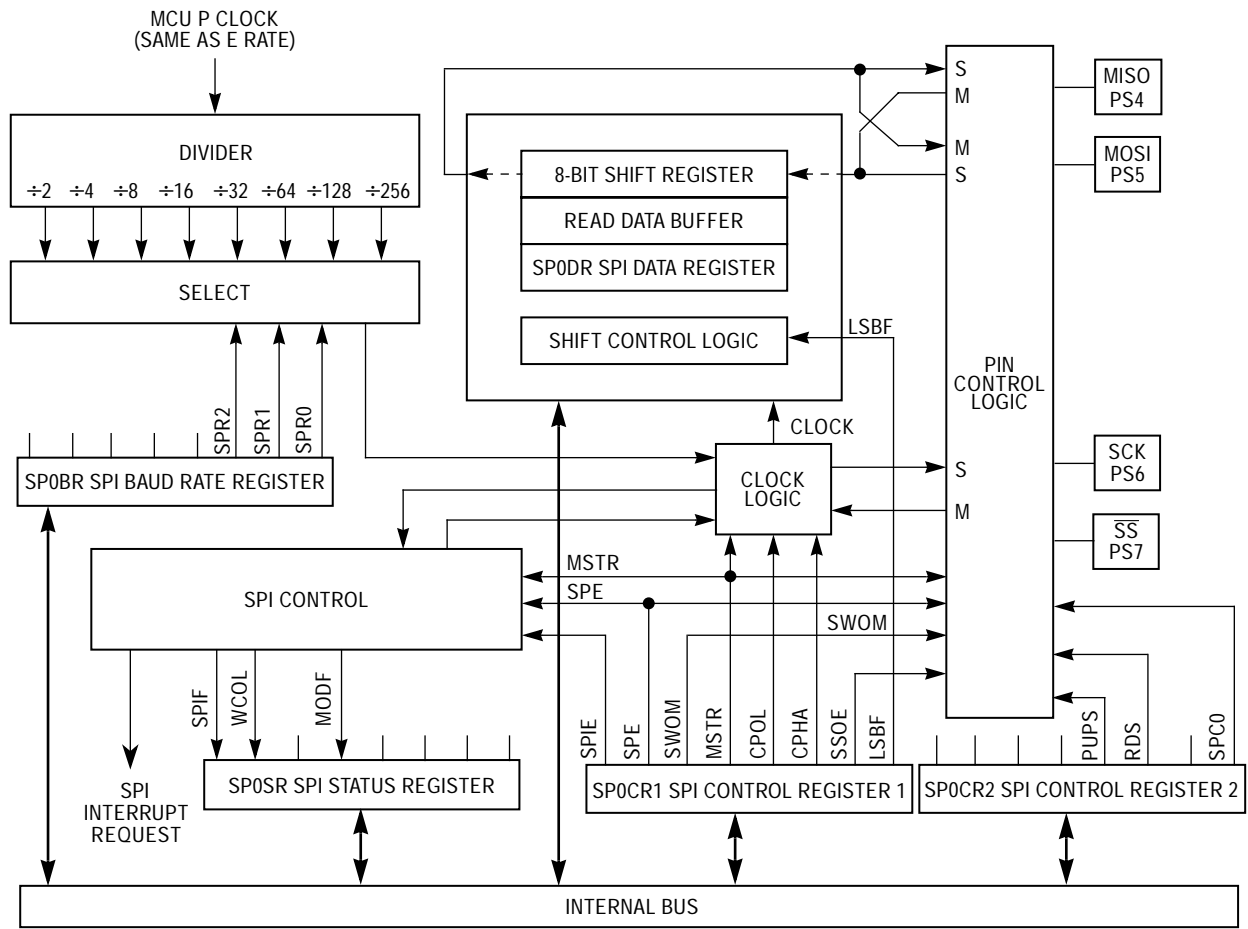 MCU P CLOCK
(SAME AS E RATE)
DIVIDER
÷2 ÷4 ÷8 ÷16 ÷32 ÷64 ÷128 ÷256
SELECT
SPR2
SPR1
SPR0
SP0BR SPI BAUD RATE REGISTER
8-BIT SHIFT REGISTER
READ DATA BUFFER
SP0DR SPI DATA REGISTER
SHIFT CONTROL LOGIC
LSBF
CLOCK
CLOCK
LOGIC
S
M
M
S
S
M
PIN
CONTROL
LOGIC
MISO
PS4
MOSI
PS5
SCK
PS6
SS
PS7
SPI CONTROL
MSTR
SPE
SWOM
SPIF
WCOL
MODF
SPI
INTERRUPT
REQUEST
SP0SR SPI STATUS REGISTER
SPIE
SPE
SWOM
MSTR
CPOL
CPHA
SSOE
LSBF
SP0CR1 SPI CONTROL REGISTER 1
PUPS
RDS
SPC0
SP0CR2 SPI CONTROL REGISTER 2
INTERNAL BUS